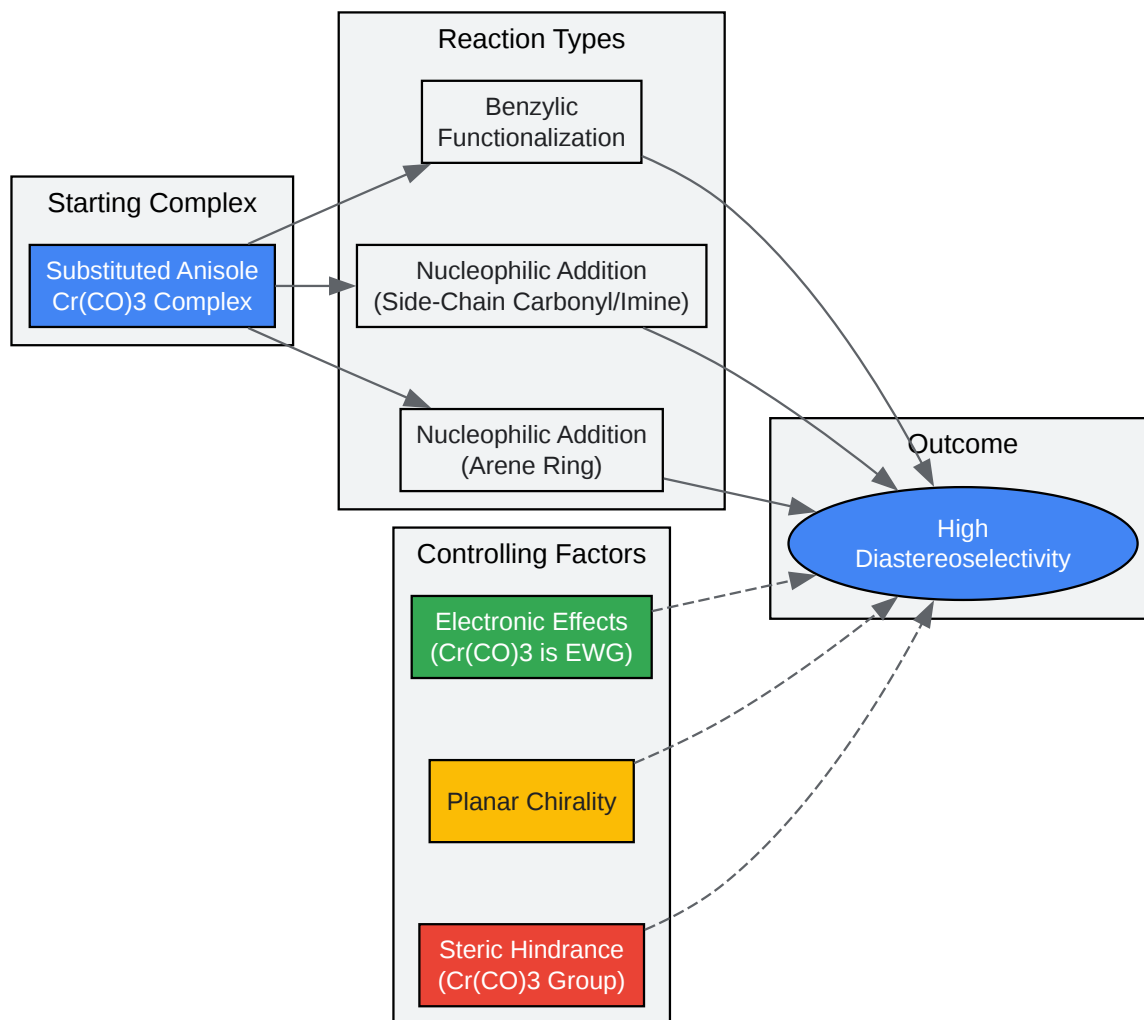 Reaction Types
Benzylic
Functionalization
Starting Complex
Substituted Anisole
Cr(CO)3 Complex
Nucleophilic Addition
(Side-Chain Carbonyl/Imine)
Nucleophilic Addition
(Arene Ring)
Outcome
High
Diastereoselectivity
Controlling Factors
Electronic Effects
(Cr(CO)3 is EWG)
Planar Chirality
Steric Hindrance
(Cr(CO)3 Group)